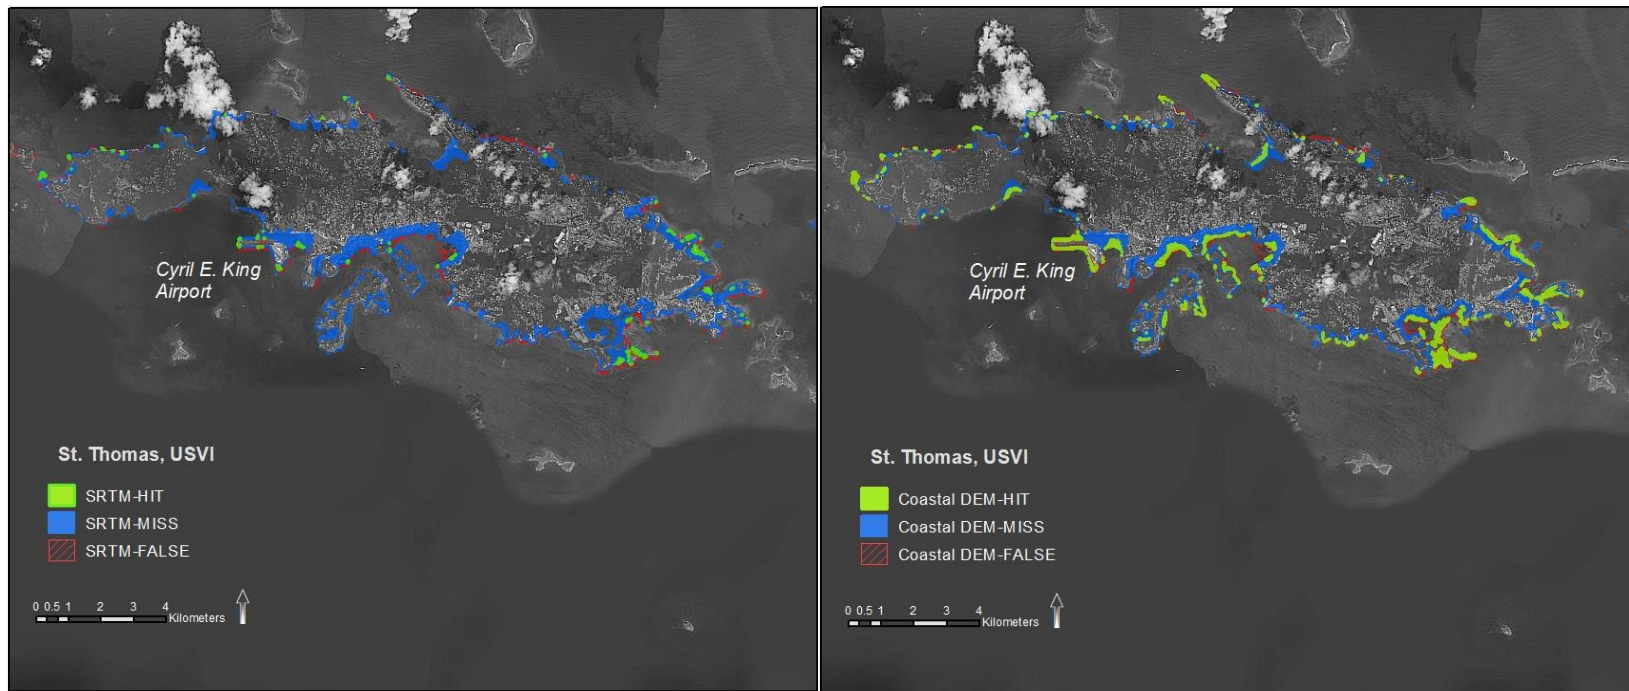 Cyril E. King
Airport
St. Thomas, USVI
SRTM-HIT
SRTM-MISS
SRTM-FALSE
0 0.5 1 2 3 4
Kilometers
Cyril E. King
Airport
St. Thomas, USVI
Coastal DEM-HIT
Coastal DEM-MISS
Coastal DEM-FALSE
0 0.5 1 2 3 4
Kilometers